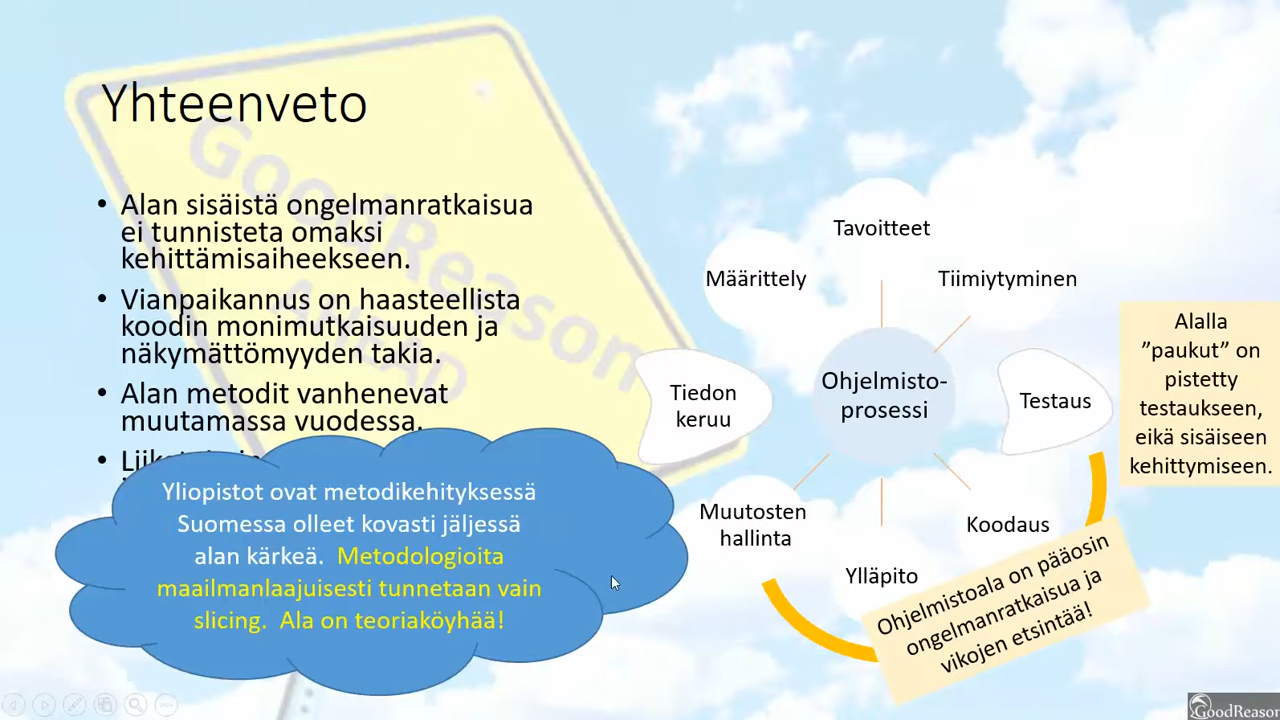 Yhteenveto
• Alan sisäistä ongelmanratkaisua
ei tunnisteta omaksi
kehittämisaiheekseen.
• Vianpaikannus on haasteellista
koodin monimutkaisuuden ja
näkymättömyyden takia.
• Alan metodit vanhenevat
muutamassa vuodessa.
Yliopistot ovat metodikehityksessä
Suomessa olleet kovasti jäljessä
alan kärkeä. Metodologioita
maailmanlaajuisesti tunnetaan vain
slicing. Ala on teoriaköyhää!
Tavoitteet
Määrittely
Tiimiytyminen
Tiedon
keruu
Ohjelmisto-
prosessi
Testaus
Muutosten
hallinta
Koodaus
Ylläpito
Alalla
”paukut” on
pistetty
testaukseen,
eikä sisäiseen
kehittymiseen.
Ohjelmistoala on pääosin
ongelmanratkaisua ja
vikojen etsintää!
GoodReason
AHEAD
GoodReason